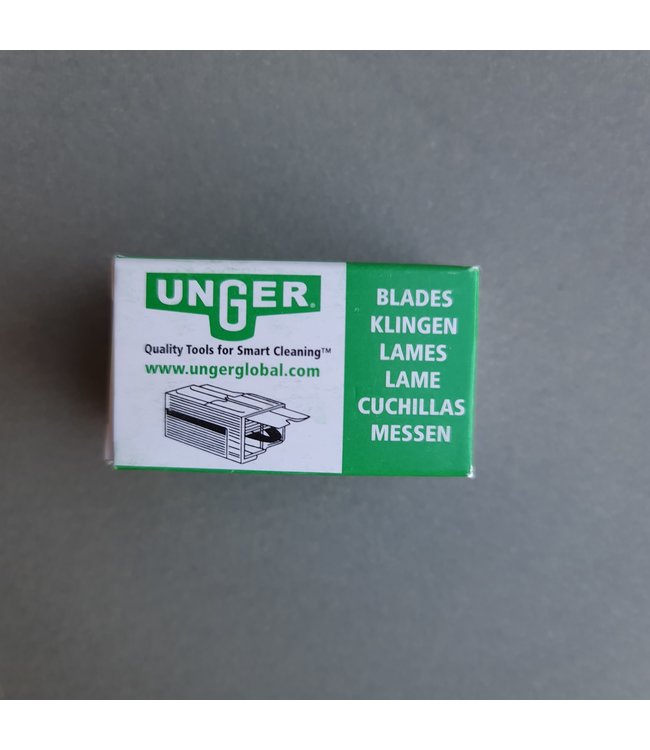 UNGER®
Quality Tools for Smart Cleaning™
www.ungerglobal.com
BLADES
KLINGEN
LAMES
LAME
CUCHILLAS
MESSEN